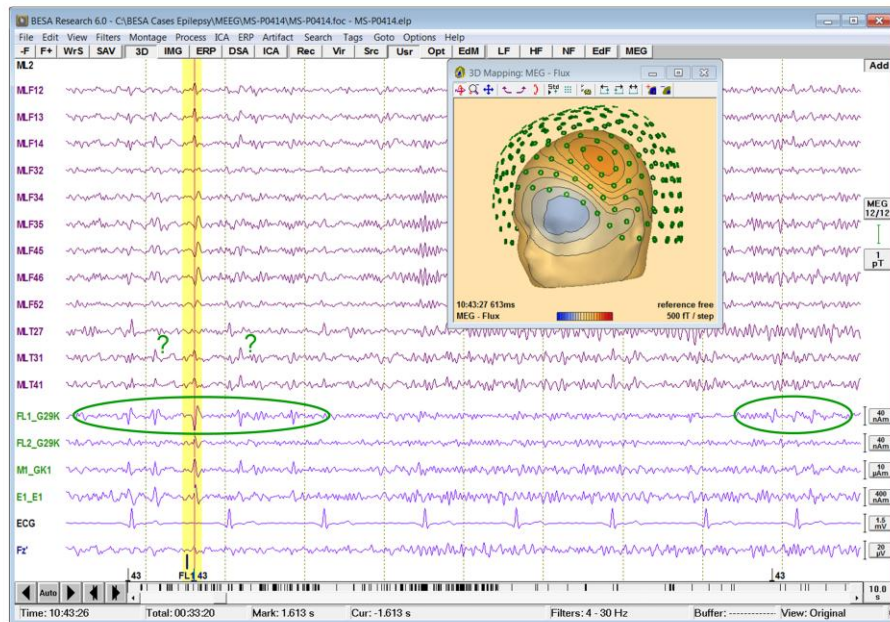 BESA Research 6.0 - C:\BESA Cases Epilepsy\MEEG\MS-P0414\MS-P0414.foc - MS-P0414.elp
File Edit View Filters Montage Process ICA ERP Artifact Search Tags Goto Options Help
-F F+ WrS SAV 3D IMG ERP DSA ICA Rec Vir Src Usr Opt EdM LF HF NF EdF MEG
ML2
Add
3D Mapping: MEG - Flux
Std
MLF12
MLF13
MLF14
MLF32
MLF34
MEG
12/12
MLF35
MLF45
1
pT
MLF46
MLF52
10:43:27 613ms reference free
MEG - Flux 500 fT / step
MLT27
? ?
MLT31
MLT41
FL1_G29K 40
nAm
FL2_G29K 40
nAm
M1_GK1 10
µAm
E1_E1 400
nAm
ECG 1.5
mV
Fz' 20
µV
43 FL1 43 43
Auto 10.0
s
Time: 10:43:26 Total: 00:33:20 Mark: 1.613 s Cur: -1.613 s Filters: 4 - 30 Hz Buffer: ----------- View: Original